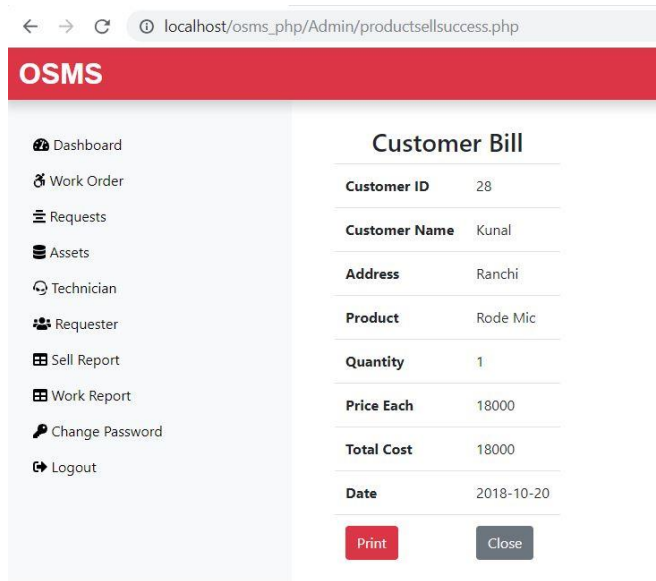 localhost/osms_php/Admin/productsellsuccess.php
OSMS
Dashboard
Work Order
Requests
Assets
Technician
Requester
Sell Report
Work Report
Change Password
Logout
Customer Bill
Customer ID 28
Customer Name Kunal
Address Ranchi
Product Rode Mic
Quantity 1
Price Each 18000
Total Cost 18000
Date 2018-10-20
Print Close